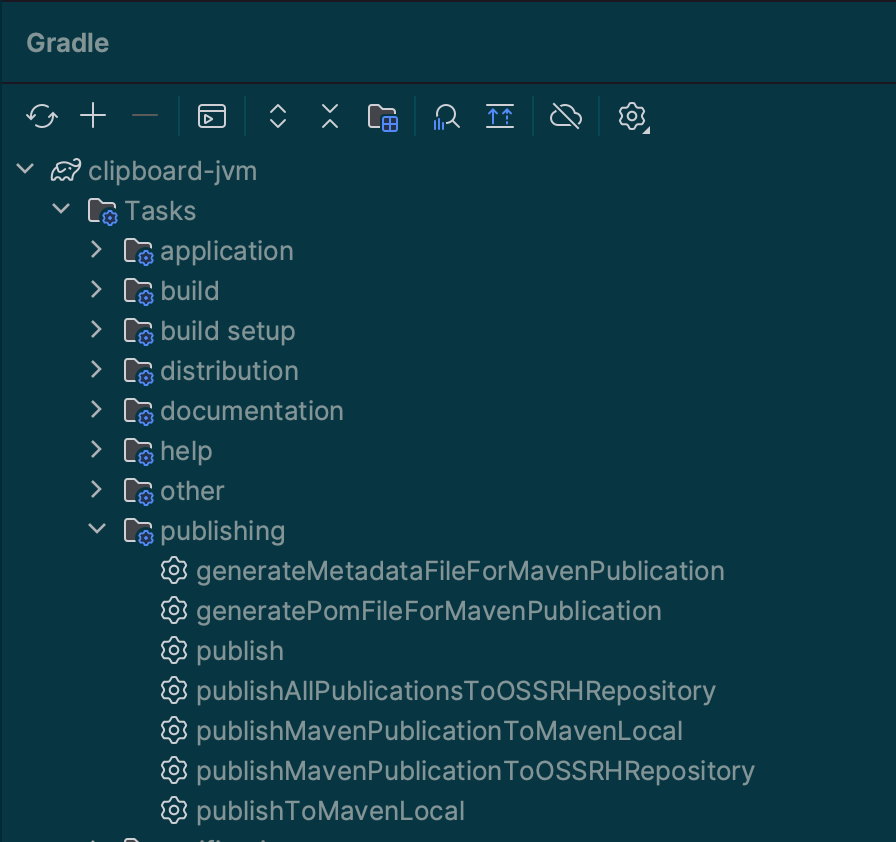 Gradle
clipboard-jvm
Tasks
application
build
build setup
distribution
documentation
help
other
publishing
generateMetadataFileForMavenPublication
generatePomFileForMavenPublication
publish
publishAllPublicationsToOSSRHRepository
publishMavenPublicationToMavenLocal
publishMavenPublicationToOSSRHRepository
publishToMavenLocal